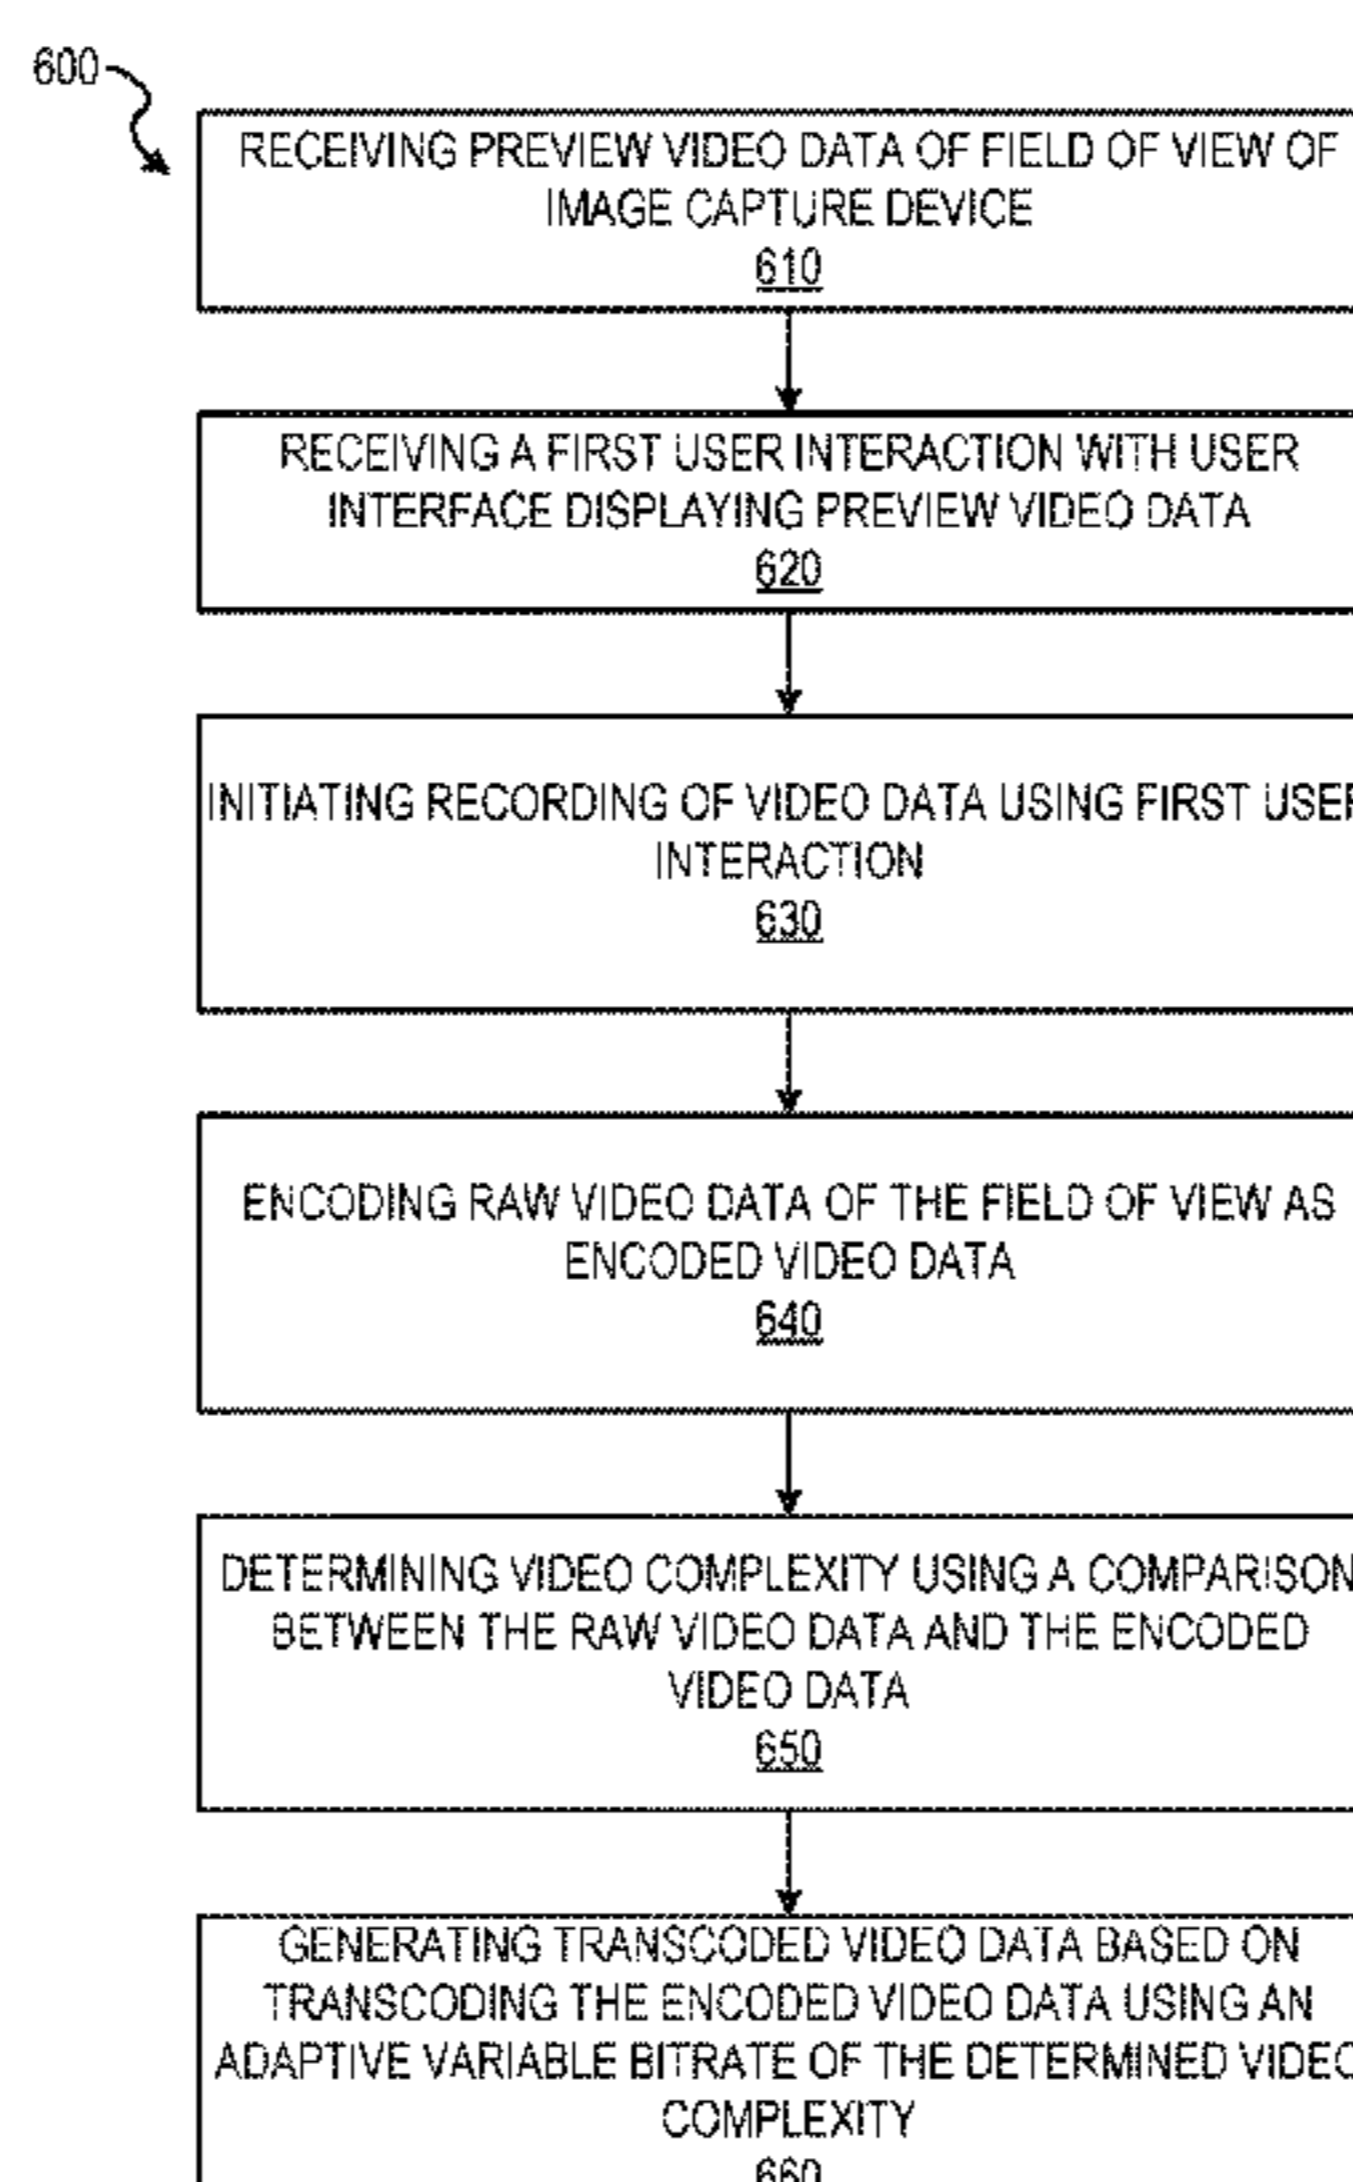 600
RECEIVING PREVIEW VIDEO DATA OF FIELD OF VIEW OF
IMAGE CAPTURE DEVICE
610
RECEIVING A FIRST USER INTERACTION WITH USER
INTERFACE DISPLAYING PREVIEW VIDEO DATA
620
INITIATING RECORDING OF VIDEO DATA USING FIRST USER
INTERACTION
630
ENCODING RAW VIDEO DATA OF THE FIELD OF VIEW AS
ENCODED VIDEO DATA
640
DETERMINING VIDEO COMPLEXITY USING A COMPARISON
BETWEEN THE RAW VIDEO DATA AND THE ENCODED
VIDEO DATA
650
GENERATING TRANSCODED VIDEO DATA BASED ON
TRANSCODING THE ENCODED VIDEO DATA USING AN
ADAPTIVE VARIABLE BITRATE OF THE DETERMINED VIDEO
COMPLEXITY
660